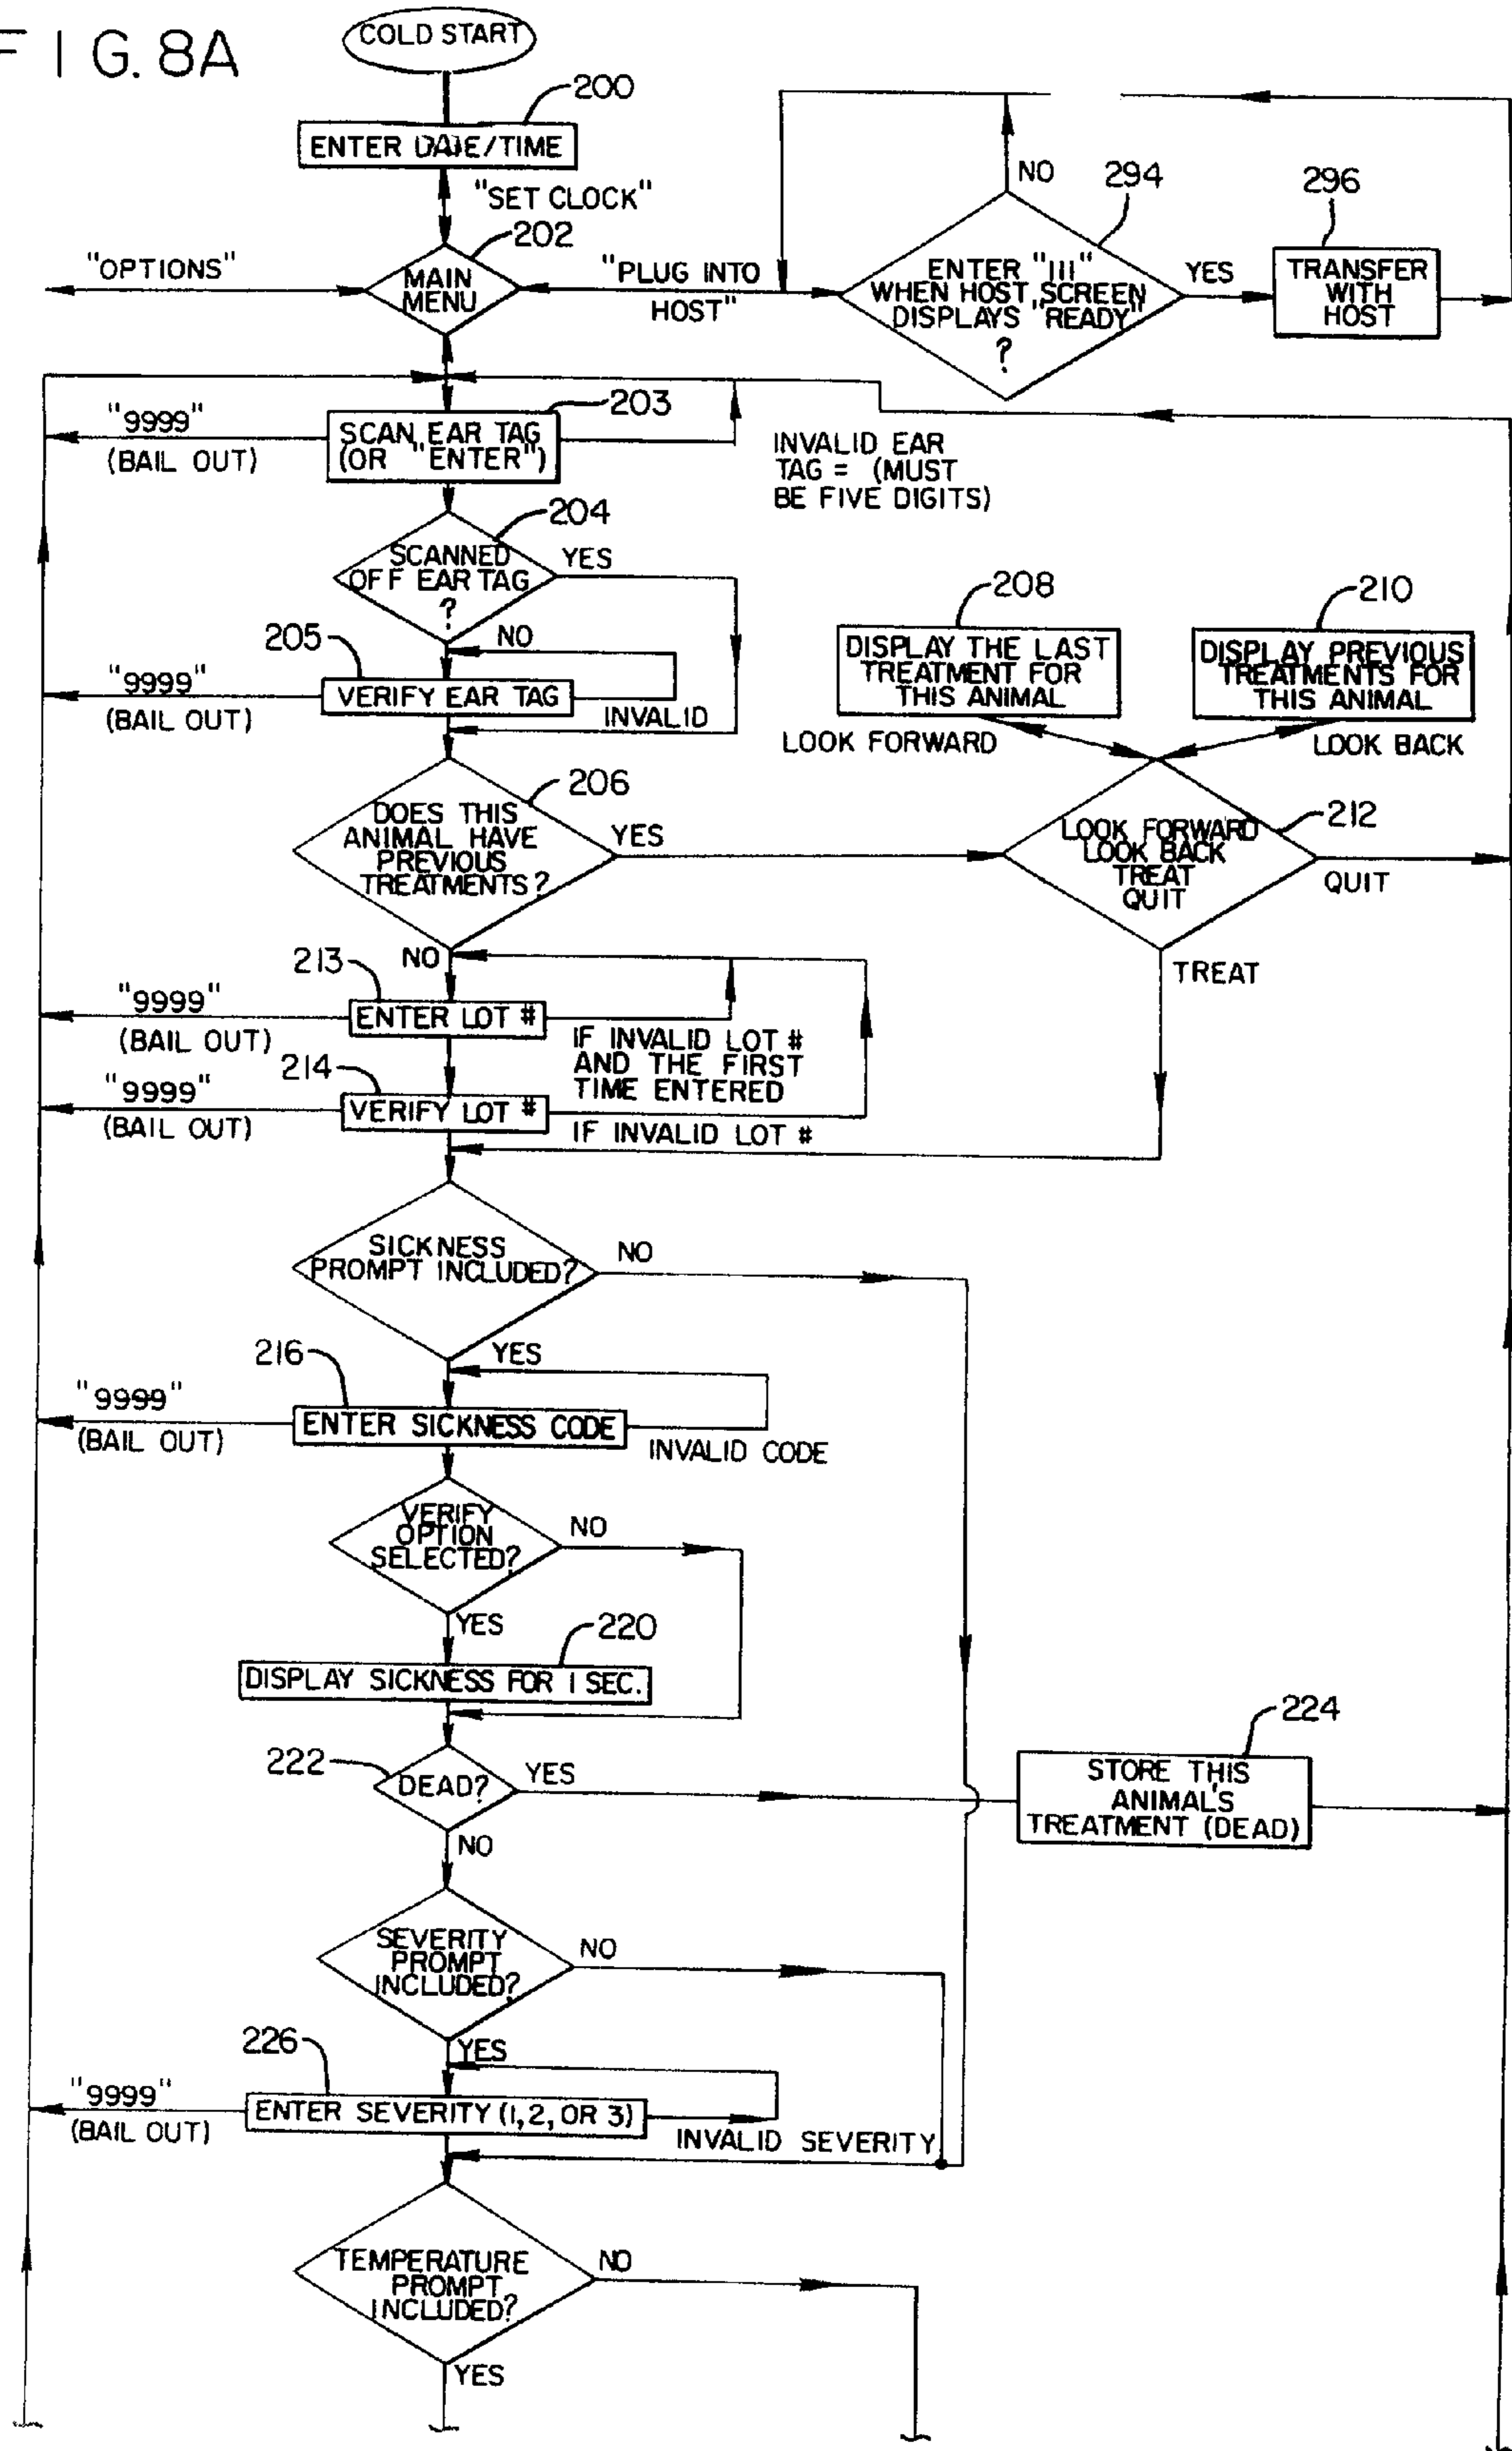 FIG. 8A
COLD START
200
ENTER DATE/TIME
"SET CLOCK"
202
"OPTIONS"
MAIN
MENU
"PLUG INTO
HOST"
NO
294
ENTER "111"
WHEN HOST SCREEN
DISPLAYS "READY"
?
YES
296
TRANSFER
WITH
HOST
"9999"
(BAIL OUT)
203
SCAN EAR TAG
(OR "ENTER")
INVALID EAR
TAG = (MUST
BE FIVE DIGITS)
204
SCANNED
OFF EAR TAG
?
YES
NO
205
"9999"
(BAIL OUT)
VERIFY EAR TAG
INVALID
208
DISPLAY THE LAST
TREATMENT FOR
THIS ANIMAL
210
DISPLAY PREVIOUS
TREATMENTS FOR
THIS ANIMAL
LOOK FORWARD
LOOK BACK
206
DOES THIS
ANIMAL HAVE
PREVIOUS
TREATMENTS?
YES
212
LOOK FORWARD
LOOK BACK
TREAT
QUIT
QUIT
TREAT
NO
213
"9999"
(BAIL OUT)
ENTER LOT #
IF INVALID LOT #
AND THE FIRST
TIME ENTERED
214
"9999"
(BAIL OUT)
VERIFY LOT #
IF INVALID LOT #
SICKNESS
PROMPT INCLUDED?
NO
YES
216
"9999"
(BAIL OUT)
ENTER SICKNESS CODE
INVALID CODE
VERIFY
OPTION
SELECTED?
NO
YES
220
DISPLAY SICKNESS FOR 1 SEC.
222
DEAD?
YES
NO
224
STORE THIS
ANIMAL'S
TREATMENT (DEAD)
SEVERITY
PROMPT
INCLUDED?
NO
YES
226
"9999"
(BAIL OUT)
ENTER SEVERITY (1, 2, OR 3)
INVALID SEVERITY
TEMPERATURE
PROMPT
INCLUDED?
NO
YES